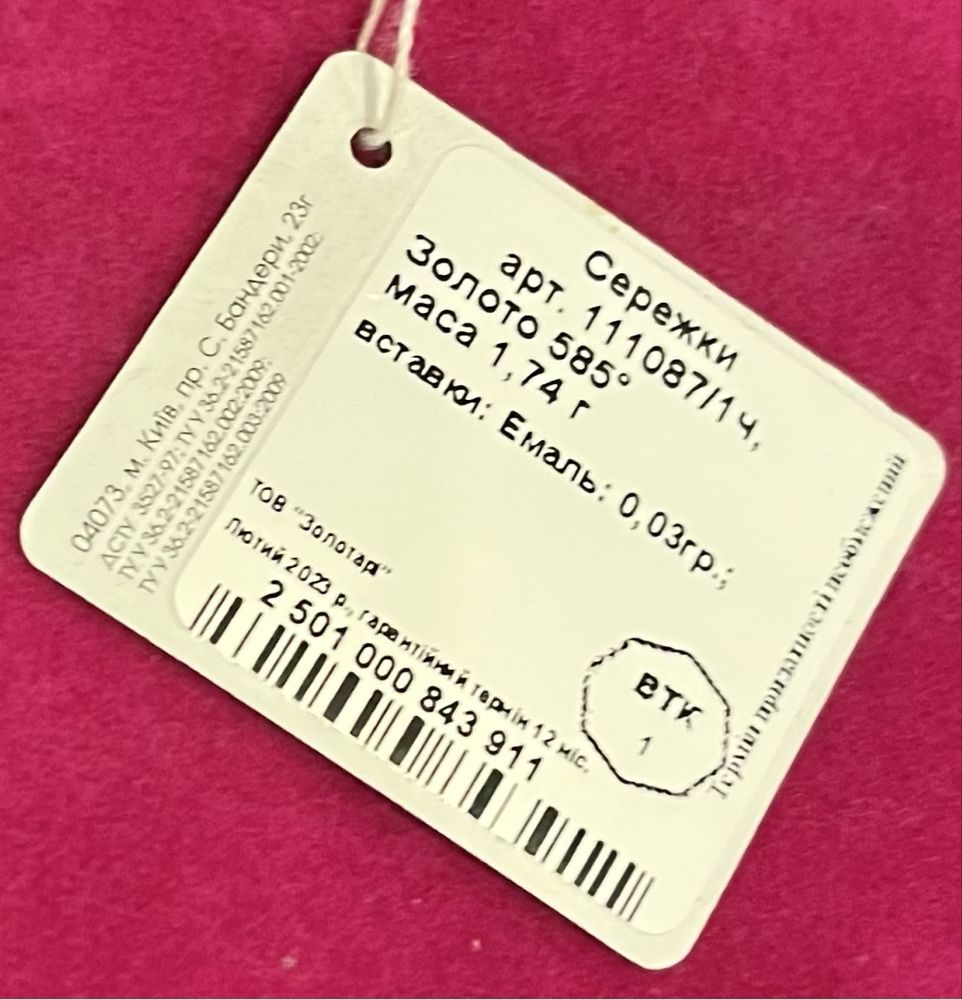 Сережки
арт. 111087/1ч,
Золото 585°
маса 1,74 г
вставки: Емаль: 0,03гр.;
ТОВ "Золотар"
Лютий 2023 р., гарантійний термін 12 міс.
2 501 000 843 911
ВТК
1
Термін придатності необмежений
04073, м. Київ, пр. С. Бандери, 23г
ДСТУ 3527-97; ТУ У 36.2-21587162.001-2002;
ТУ У 36.2-21587162.002:2009;
ТУ У 36.2-21587162.003-2009